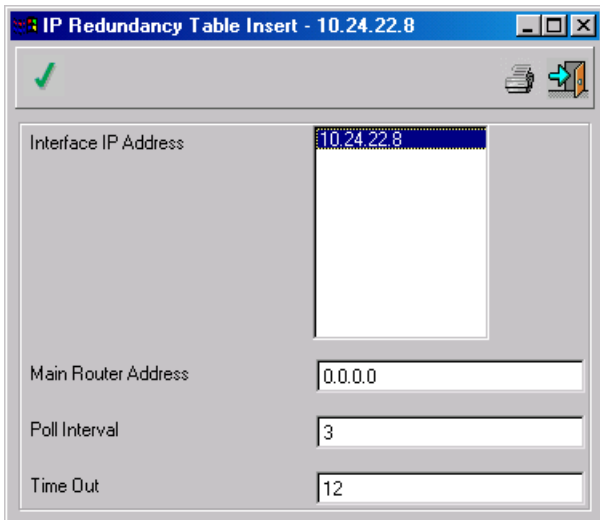 IP Redundancy Table Insert - 10.24.22.8
Interface IP Address
10.24.22.8
Main Router Address
0.0.0.0
Poll Interval
3
Time Out
12